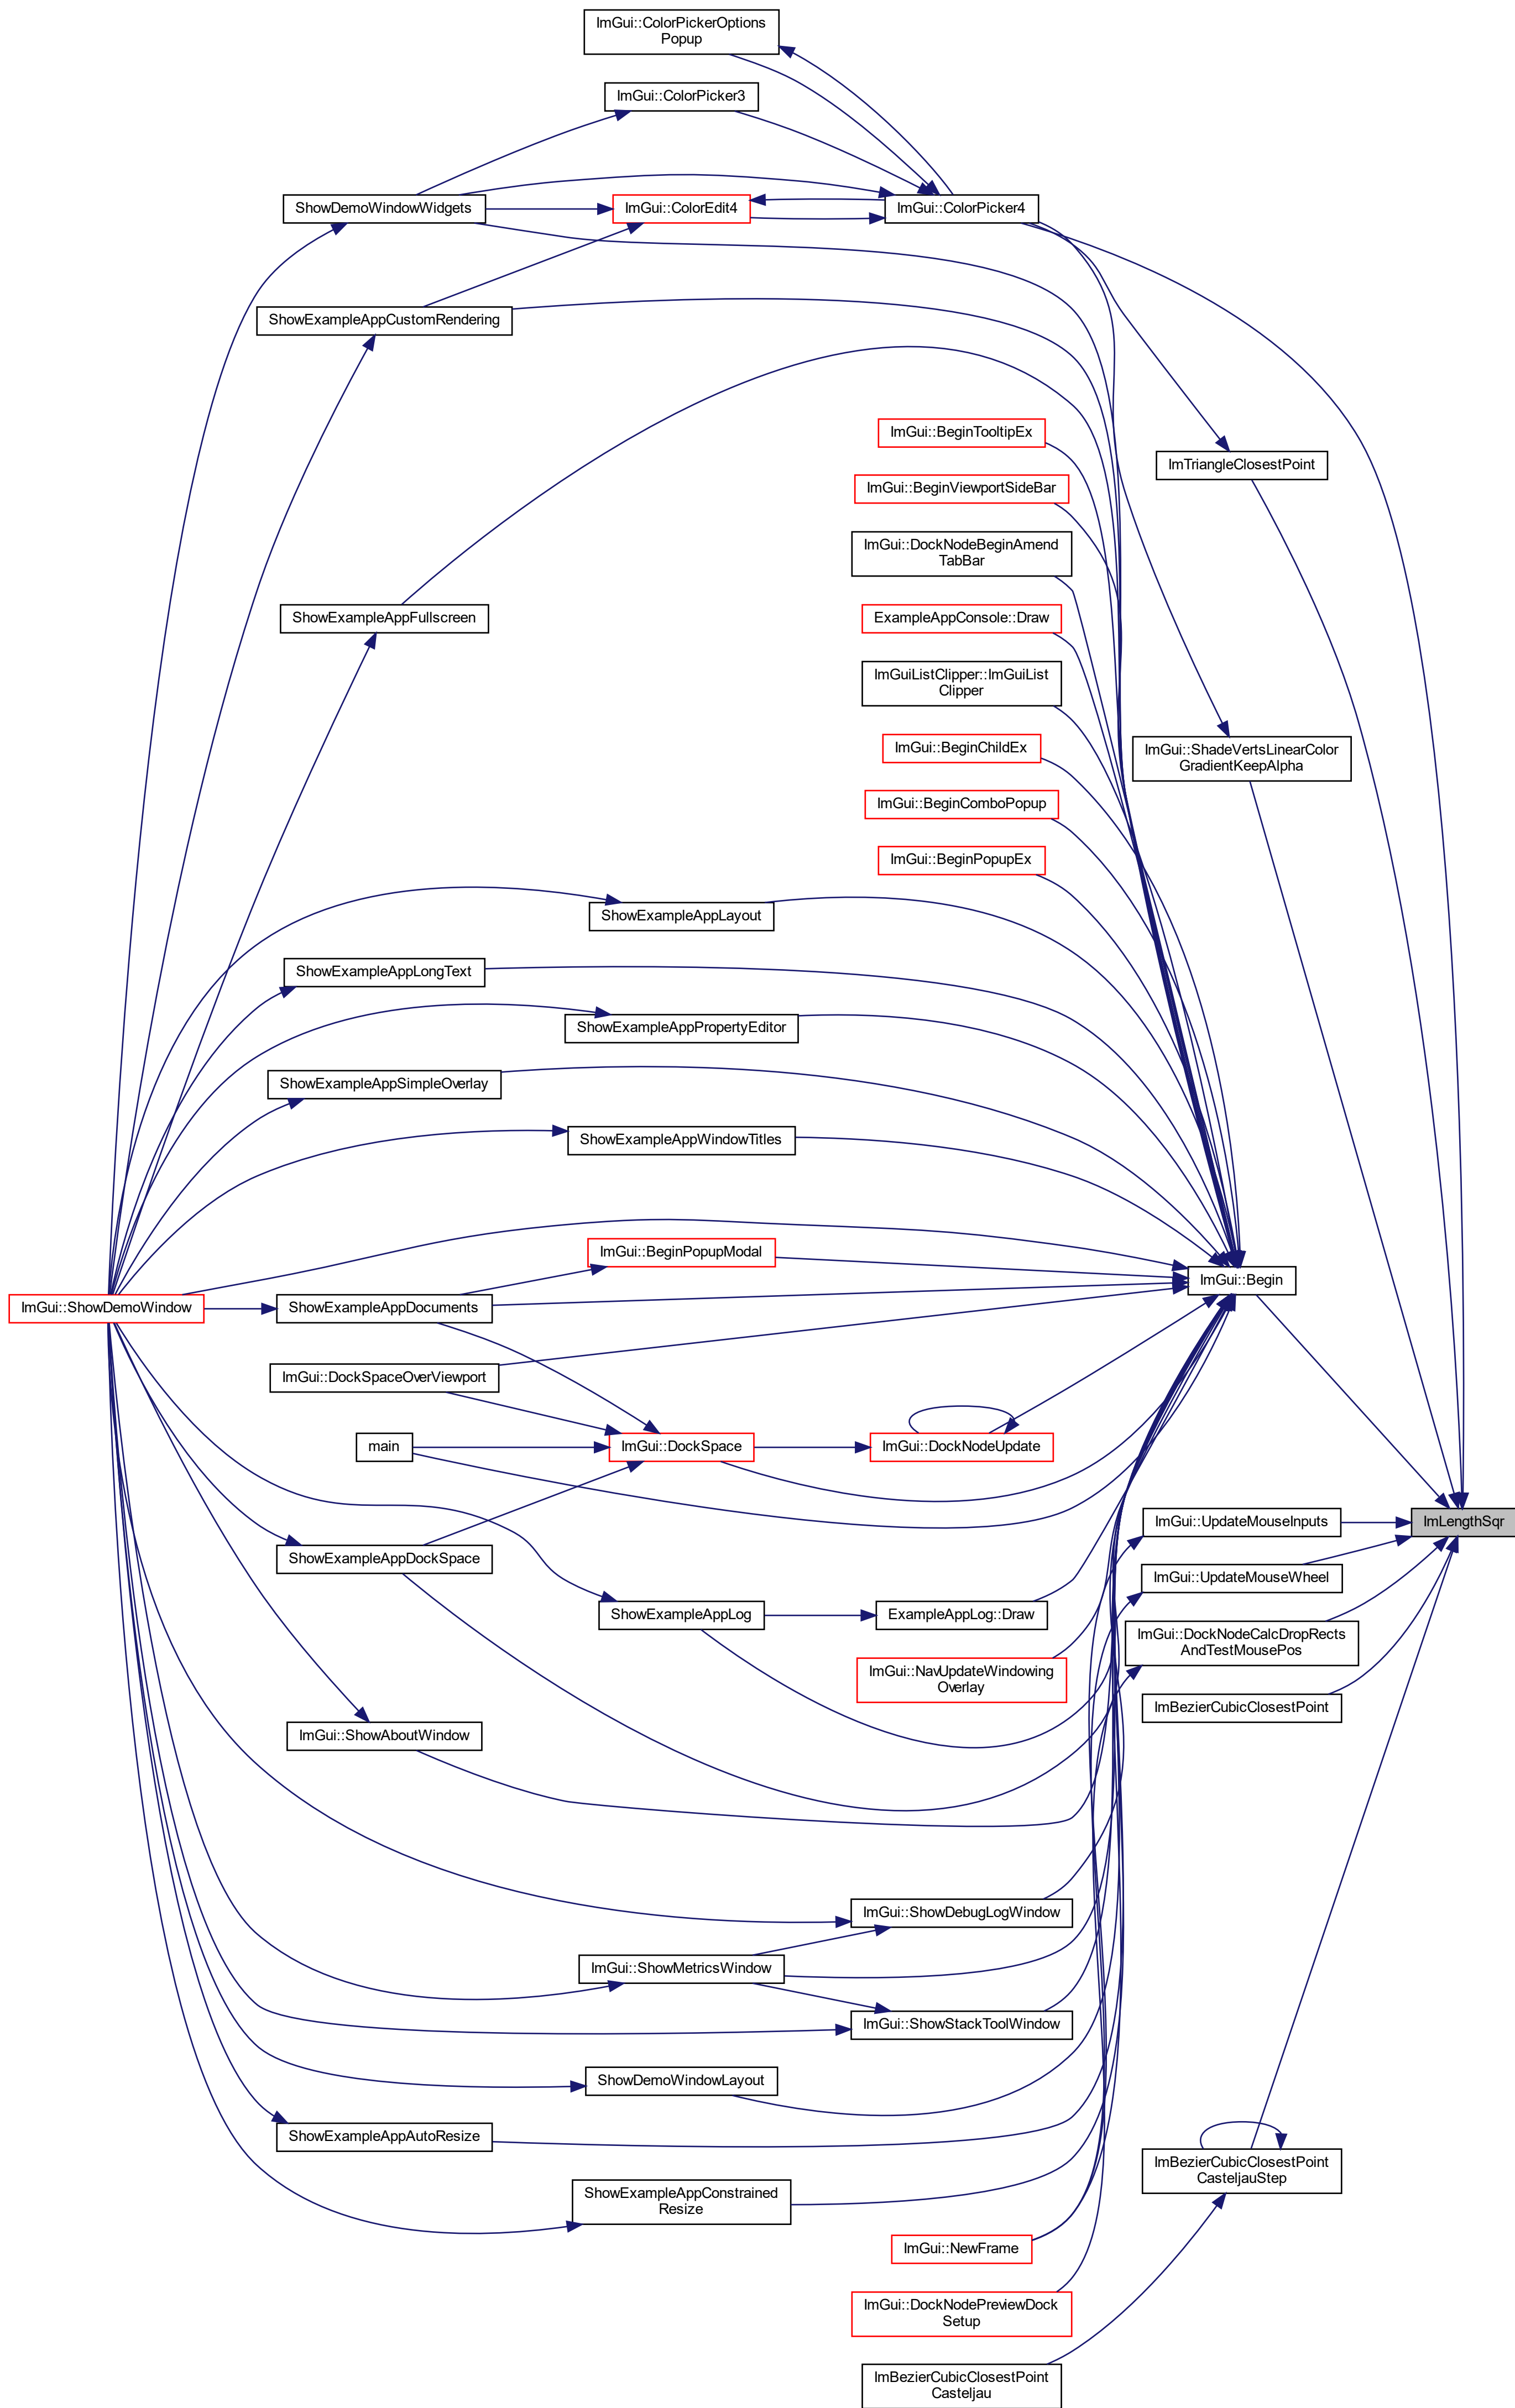 ImGui::ColorPickerOptions
Popup
ImGui::ColorPicker3
ShowDemoWindowWidgets
ImGui::ColorEdit4
ImGui::ColorPicker4
ShowExampleAppCustomRendering
ImGui::BeginTooltipEx
ImTriangleClosestPoint
ImGui::BeginViewportSideBar
ImGui::DockNodeBeginAmend
TabBar
ShowExampleAppFullscreen
ExampleAppConsole::Draw
ImGuiListClipper::ImGuiList
Clipper
ImGui::BeginChildEx
ImGui::ShadeVertsLinearColor
GradientKeepAlpha
ImGui::BeginComboPopup
ImGui::BeginPopupEx
ShowExampleAppLayout
ShowExampleAppLongText
ShowExampleAppPropertyEditor
ShowExampleAppSimpleOverlay
ShowExampleAppWindowTitles
ImGui::BeginPopupModal
ImGui::Begin
ImGui::ShowDemoWindow
ShowExampleAppDocuments
ImGui::DockSpaceOverViewport
main
ImGui::DockSpace
ImGui::DockNodeUpdate
ImGui::UpdateMouseInputs
ImLengthSqr
ShowExampleAppDockSpace
ImGui::UpdateMouseWheel
ShowExampleAppLog
ExampleAppLog::Draw
ImGui::DockNodeCalcDropRects
AndTestMousePos
ImGui::NavUpdateWindowing
Overlay
ImBezierCubicClosestPoint
ImGui::ShowAboutWindow
ImGui::ShowDebugLogWindow
ImGui::ShowMetricsWindow
ImGui::ShowStackToolWindow
ShowDemoWindowLayout
ShowExampleAppAutoResize
ImBezierCubicClosestPoint
CasteljauStep
ShowExampleAppConstrained
Resize
ImGui::NewFrame
ImGui::DockNodePreviewDock
Setup
ImBezierCubicClosestPoint
Casteljau